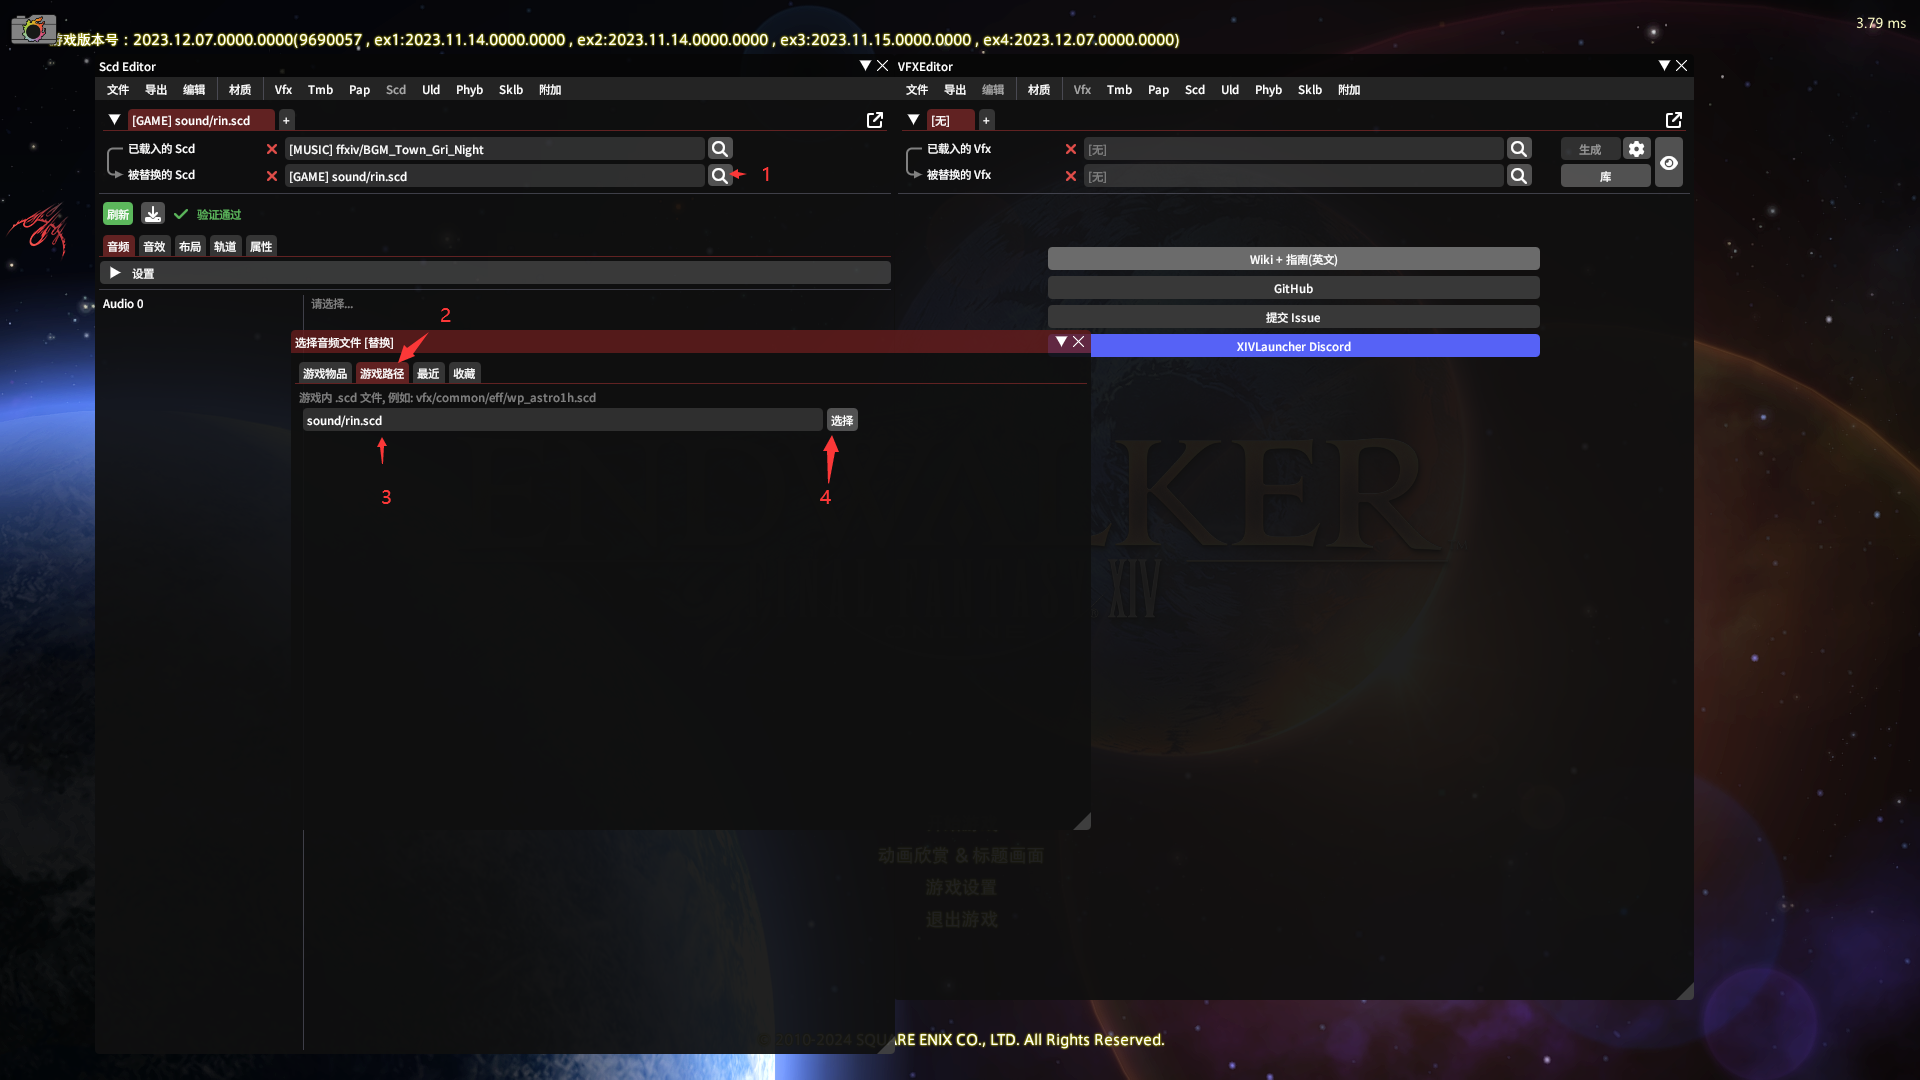 3.79 ms
游戏版本号：2023.12.07.0000.0000(9690057 , ex1:2023.11.14.0000.0000 , ex2:2023.11.14.0000.0000 , ex3:2023.11.15.0000.0000 , ex4:2023.12.07.0000.0000)
Scd Editor
文件 导出 编辑 材质 Vfx Tmb Pap Scd Uld Phyb Sklb 附加
[GAME] sound/rin.scd +
已载入的 Scd [MUSIC] ffxiv/BGM_Town_Gri_Night
被替换的 Scd [GAME] sound/rin.scd 1
刷新 验证通过
音频 音效 布局 轨道 属性
设置
Audio 0 请选择...
2
选择音频文件 [替换]
游戏物品 游戏路径 最近 收藏
游戏内 .scd 文件, 例如: vfx/common/eff/wp_astro1h.scd
sound/rin.scd 选择
3 4
VFXEditor
文件 导出 编辑 材质 Vfx Tmb Pap Scd Uld Phyb Sklb 附加
[无] +
已载入的 Vfx [无] 生成
被替换的 Vfx [无] 库
Wiki + 指南(英文)
GitHub
提交 Issue
XIVLauncher Discord
KER
XIV
动画欣赏 & 标题画面
游戏设置
退出游戏
2010-2024 SQUARE ENIX CO., LTD. All Rights Reserved.